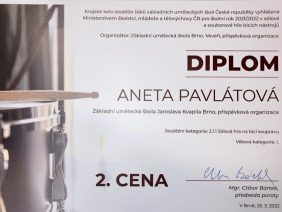 Krajské solo soutěže žáků základních uměleckých škol České republiky vyhlášené
Ministerstvem školství, mládeže a tělovýchovy ČR pro školní rok 2021/2022 v sólové
a souborové hře bicích nástrojů
Organizátor: Základní umělecká škola Brno, Veveří, příspěvková organizace
DIPLOM
ANETA PAVLÁTOVÁ
Základní umělecká škola Jaroslava Kvapila Brno, příspěvková organizace
Soutěžní kategorie: 2.1.1 Sólová hra na bicí soupravu
Věková kategorie: I.
2. CENA
Mgr. Ctibor Bártek,
předseda poroty
V Brně, 25. 3. 2022